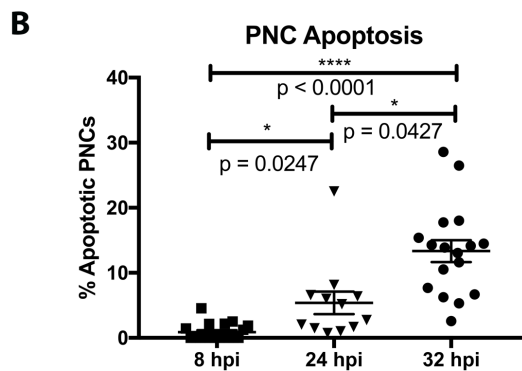 B
PNC Apoptosis
****
p < 0.0001
*
p = 0.0427
*
p = 0.0247
% Apoptotic PNCs
40
30
20
10
0
8 hpi 24 hpi 32 hpi